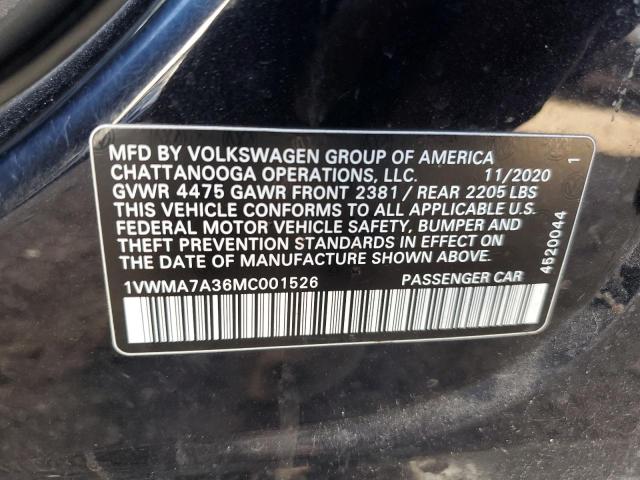 MFD BY VOLKSWAGEN GROUP OF AMERICA
CHATTANOOGA OPERATIONS, LLC. 11/2020
GVWR 4475 GAWR FRONT 2381 / REAR 2205 LBS
THIS VEHICLE CONFORMS TO ALL APPLICABLE U.S.
FEDERAL MOTOR VEHICLE SAFETY, BUMPER AND
THEFT PREVENTION STANDARDS IN EFFECT ON
THE DATE OF MANUFACTURE SHOWN ABOVE.
1VWMA7A36MC001526 PASSENGER CAR
4520044 1